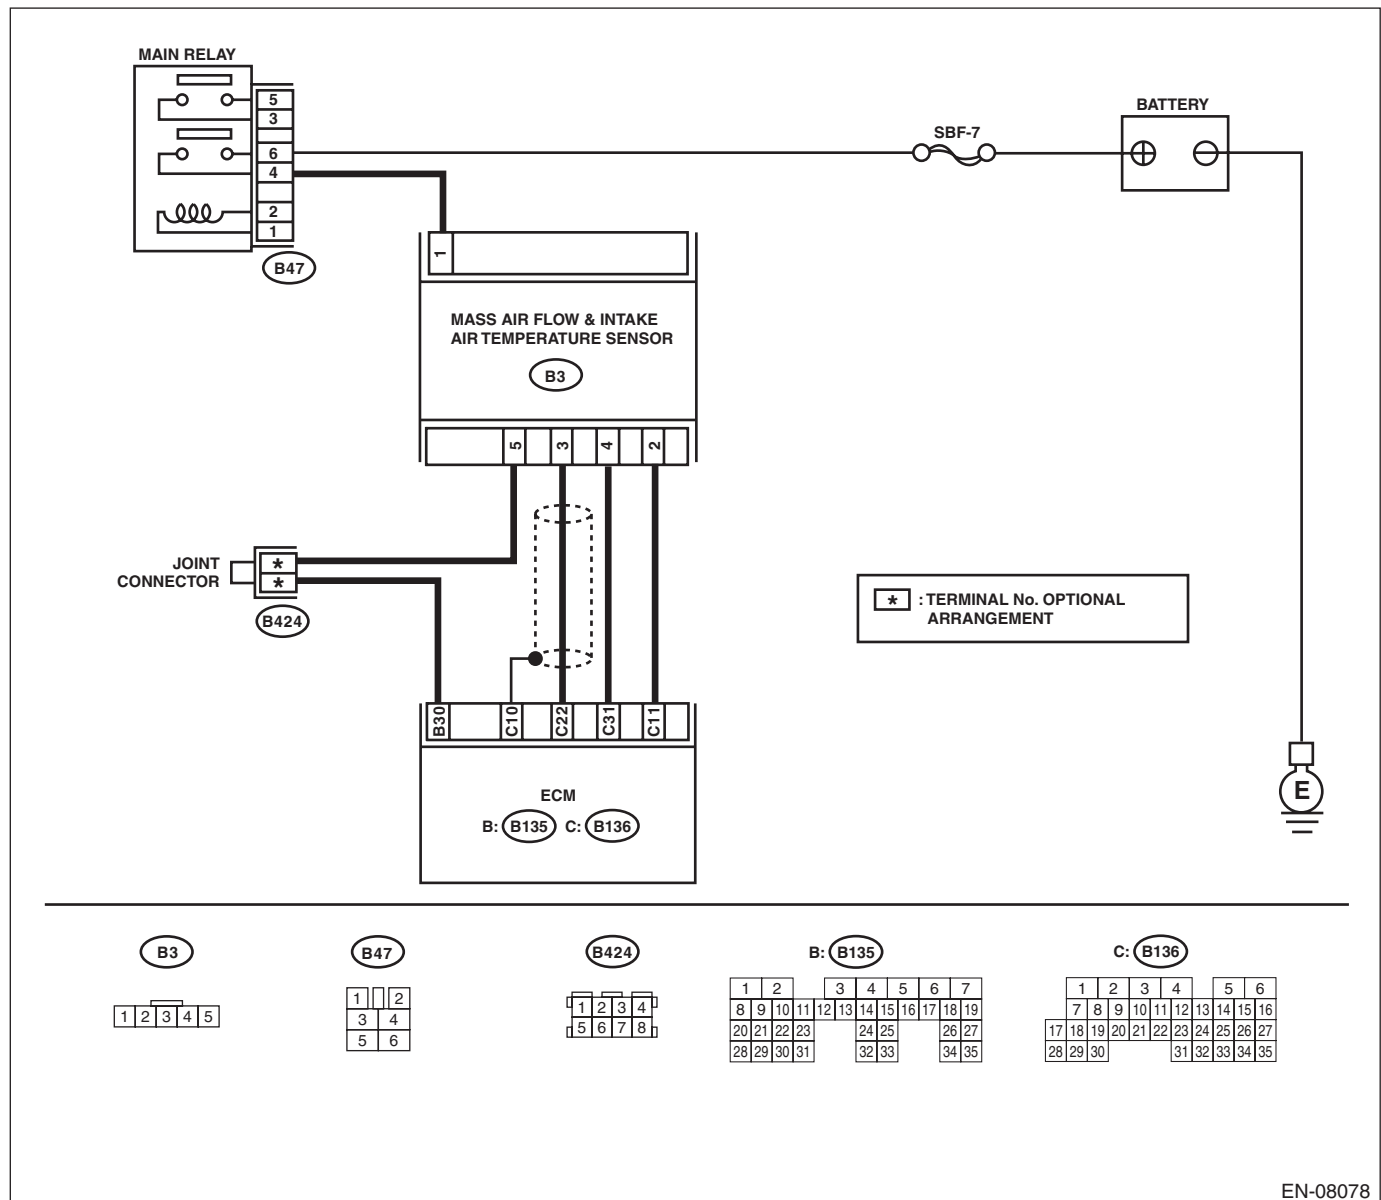 MAIN RELAY
5
3
6
4
2
1
B47
SBF-7
BATTERY
1
MASS AIR FLOW & INTAKE
AIR TEMPERATURE SENSOR
B3
5 3 4 2
JOINT
CONNECTOR
*
*
B424
* : TERMINAL No. OPTIONAL
ARRANGEMENT
B30 C10 C22 C31 C11
ECM
B: B135 C: B136
E
B3
1 2 3 4 5
B47
1 2
3 4
5 6
B424
1 2 3 4
5 6 7 8
B: B135
1 2 3 4 5 6 7
8 9 10 11 12 13 14 15 16 17 18 19
20 21 22 23 24 25 26 27
28 29 30 31 32 33 34 35
C: B136
1 2 3 4 5 6
7 8 9 10 11 12 13 14 15 16
17 18 19 20 21 22 23 24 25 26 27
28 29 30 31 32 33 34 35
EN-08078